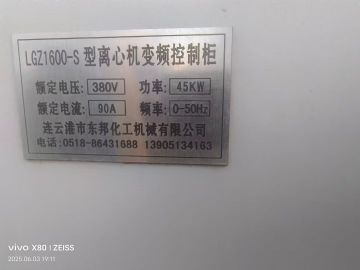 LGZ1600-S 型离心机变频控制柜
额定电压: 380V 功率: 45KW
额定电流: 90A 频率: 0-50Hz
连云港市东邦化工机械有限公司
电话:0518-86431688 13905134163
vivo X80 | ZEISS
2025.06.03 19:11